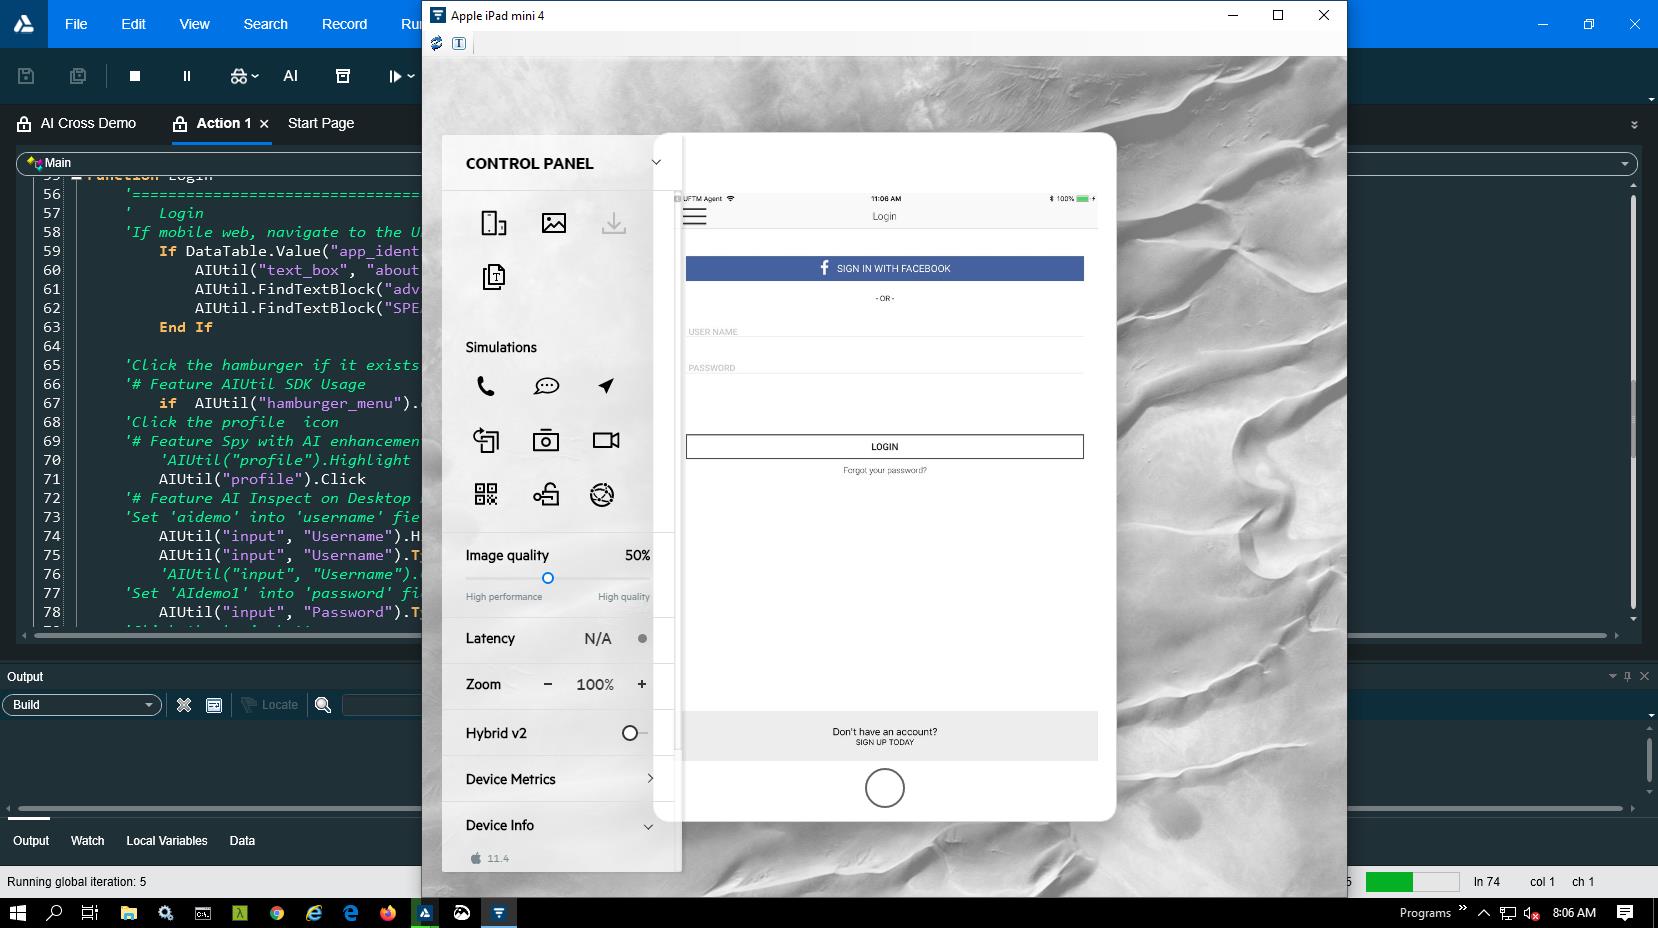 File Edit View Search Record Ru
Apple iPad mini 4
AI
AI Cross Demo Action 1 Start Page
Main
Function Login
56 '================================
57 ' Login
58 'If mobile web, navigate to the U
59 If DataTable.Value("app_ident
60 AIUtil("text_box", "about
61 AIUtil.FindTextBlock("adv
62 AIUtil.FindTextBlock("SPE
63 End If
64
65 'Click the hamburger if it exists
66 '# Feature AIUtil SDK Usage
67 if AIUtil("hamburger_menu").
68 'Click the profile icon
69 '# Feature Spy with AI enhancemen
70 'AIUtil("profile").Highlight
71 AIUtil("profile").Click
72 '# Feature AI Inspect on Desktop
73 'Set 'aidemo' into 'username' fie
74 AIUtil("input", "Username").H
75 AIUtil("input", "Username").Ty
76 'AIUtil("input", "Username").
77 'Set 'AIdemo1' into 'password' fi
78 AIUtil("input", "Password").Ty
CONTROL PANEL
Simulations
Image quality 50%
High performance High quality
Latency N/A
Zoom - 100% +
Hybrid v2
Device Metrics
Device Info
11.4
UFTM Agent 11:06 AM 100%
Login
SIGN IN WITH FACEBOOK
- OR -
USER NAME
PASSWORD
LOGIN
Forgot your password?
Don't have an account?
SIGN UP TODAY
Output
Build Locate
Output Watch Local Variables Data
Running global iteration: 5 5 ln 74 col 1 ch 1
Programs 8:06 AM